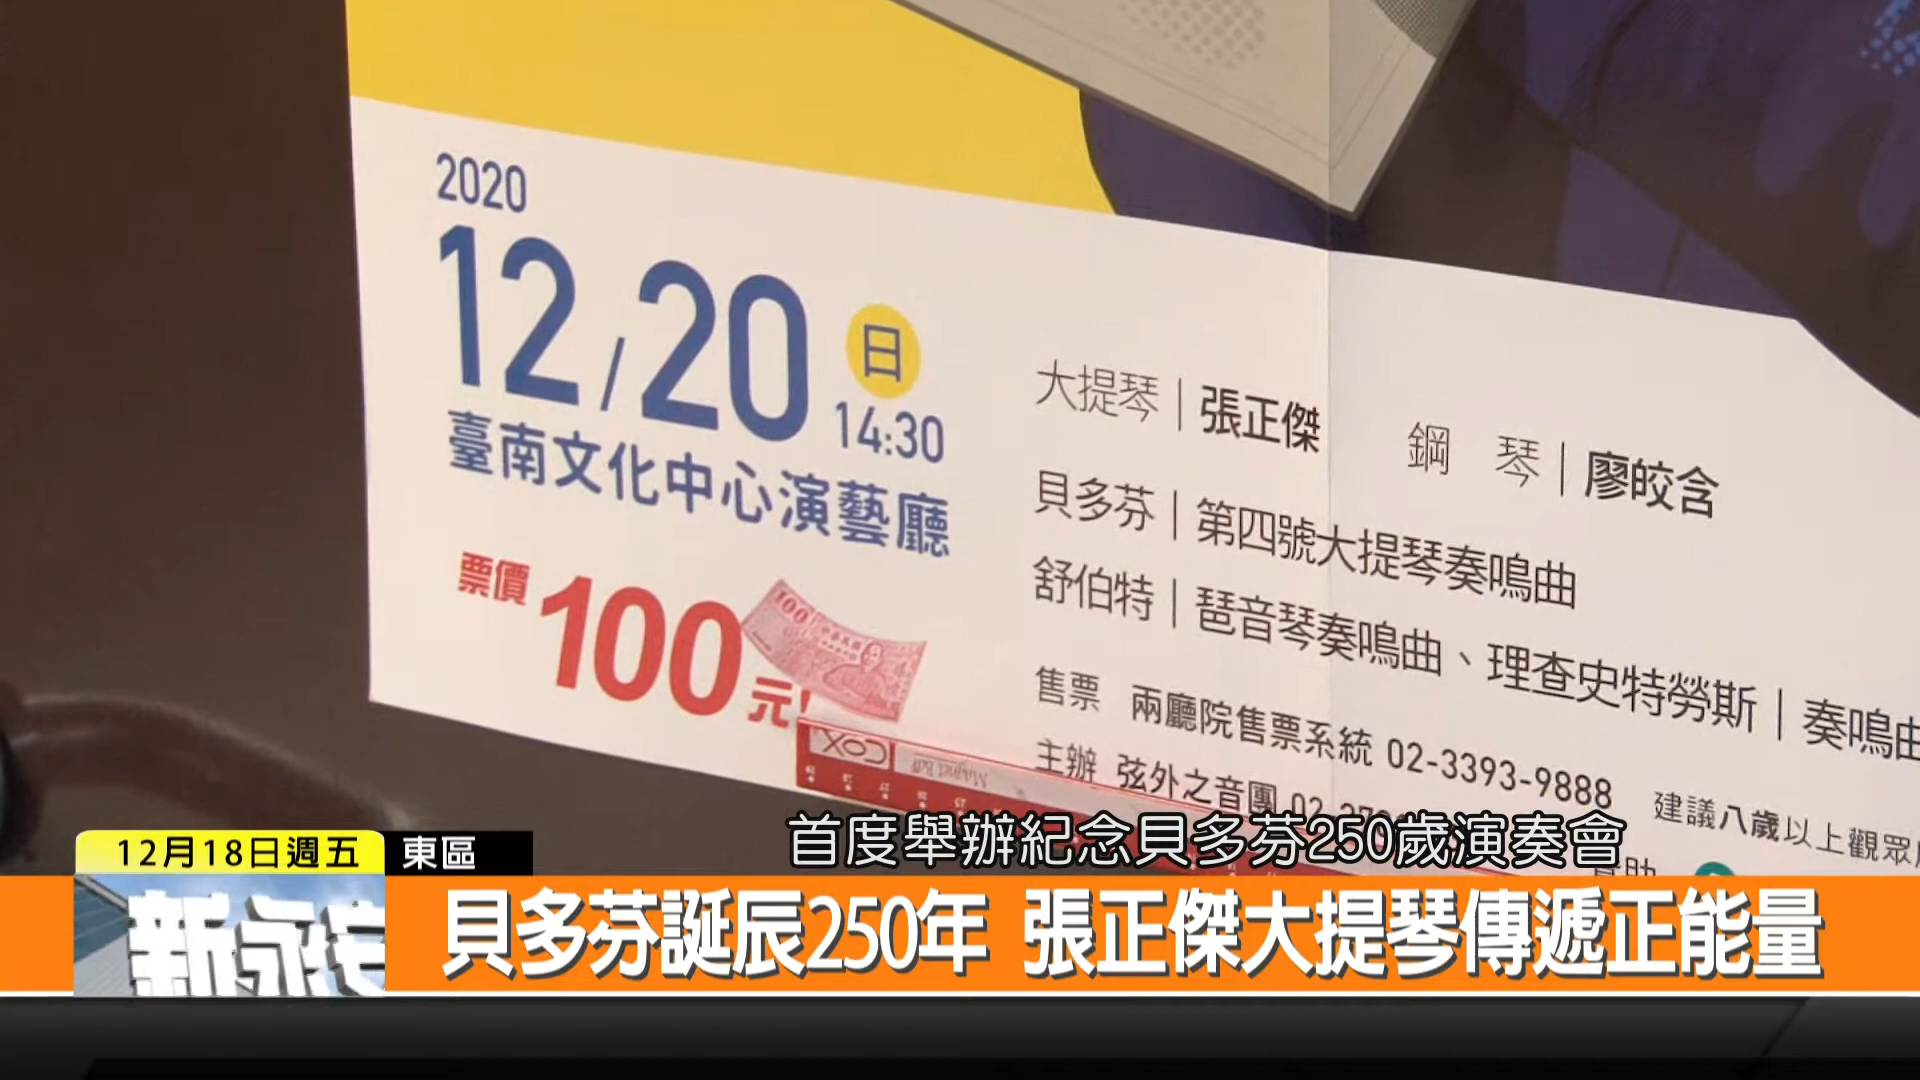 2020
12/20 日 14:30
臺南文化中心演藝廳
票價 100元!
100
大提琴｜張正傑 鋼 琴｜廖皎含
貝多芬｜第四號大提琴奏鳴曲
舒伯特｜琶音琴奏鳴曲、理查史特勞斯｜奏鳴曲
售票 兩廳院售票系統 02-3393-9888
主辦 弦外之音團
建議八歲以上觀眾
COX
首度舉辦紀念貝多芬250歲演奏會
12月18日週五 東區
新永安
貝多芬誕辰250年 張正傑大提琴傳遞正能量